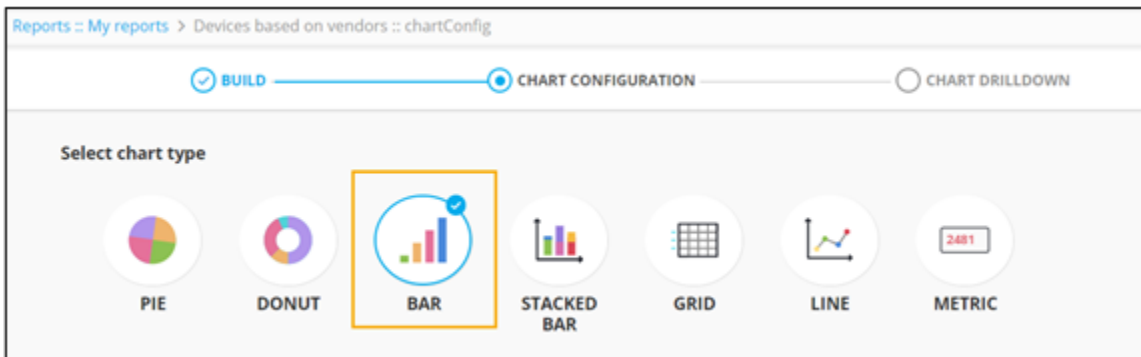 Reports :: My reports > Devices based on vendors :: chartConfig
BUILD CHART CONFIGURATION CHART DRILLDOWN
Select chart type
2481
PIE DONUT BAR STACKED BAR GRID LINE METRIC